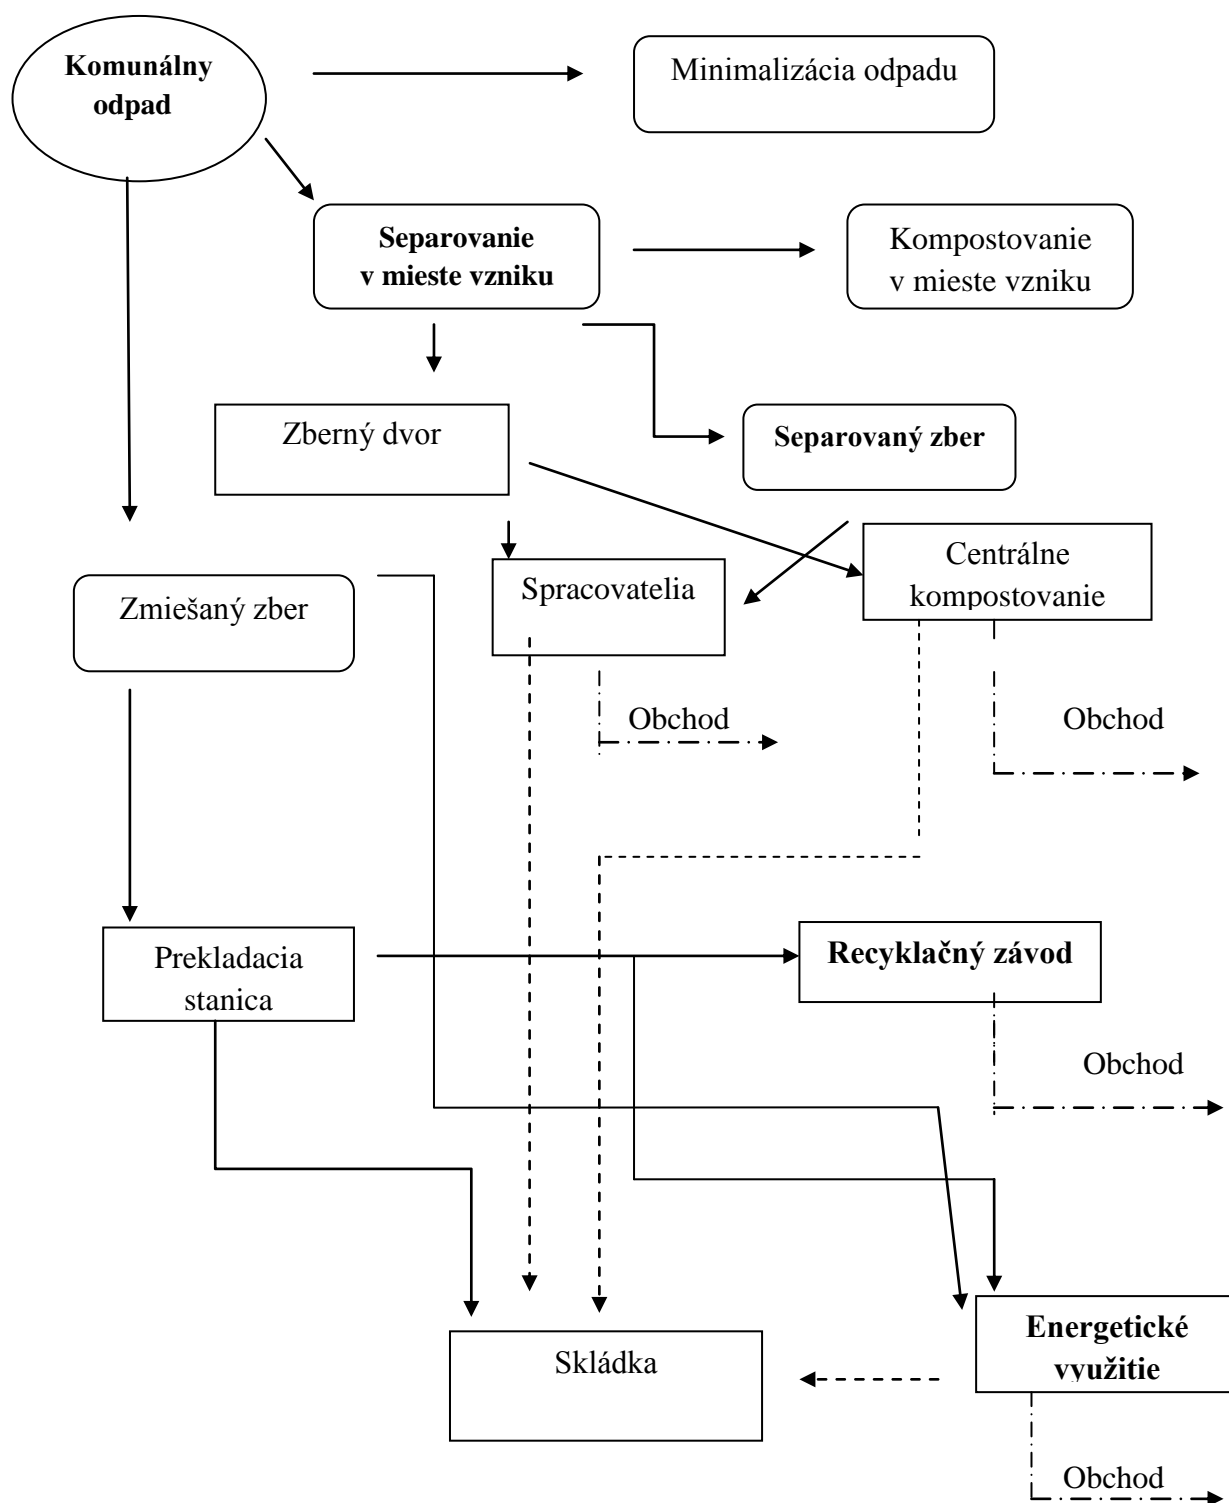 Komunálny
odpad
Minimalizácia odpadu
Separovanie
v mieste vzniku
Kompostovanie
v mieste vzniku
Zberný dvor
Separovaný zber
Centrálne
kompostovanie
Spracovatelia
Zmiešaný zber
Obchod
Obchod
Prekladacia
stanica
Recyklačný závod
Obchod
Energetické
využitie
Skládka
Obchod